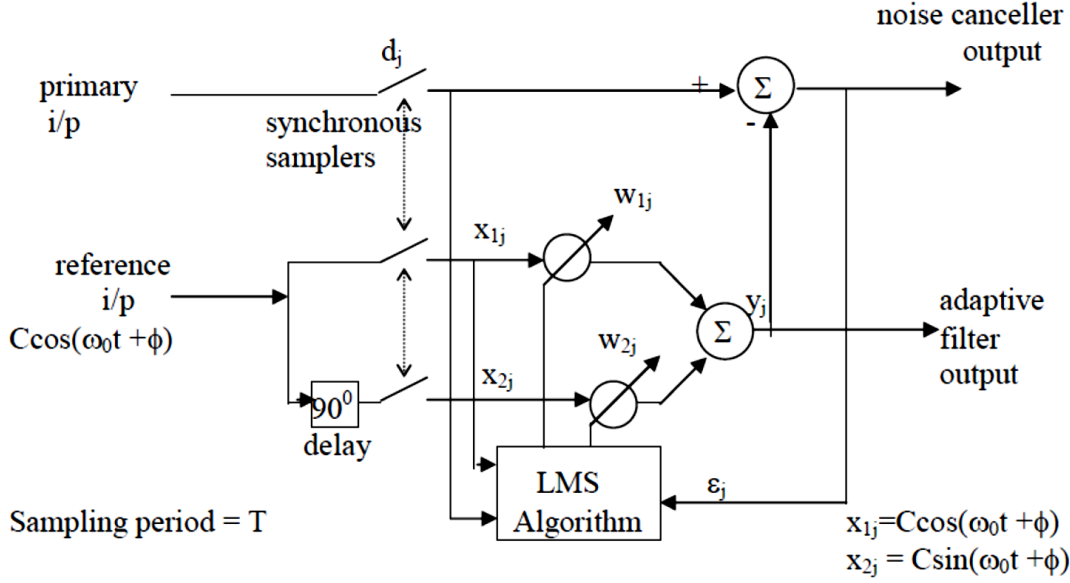 noise canceller
output
d_j
primary
i/p
+
Σ
-
synchronous
samplers
w_1j
x_1j
reference
i/p
Ccos(ω_0t +ϕ)
y_j
Σ
adaptive
filter
output
w_2j
x_2j
90^0
delay
LMS
Algorithm
ε_j
Sampling period = T
x_1j=Ccos(ω_0t +ϕ)
x_2j = Csin(ω_0t +ϕ)